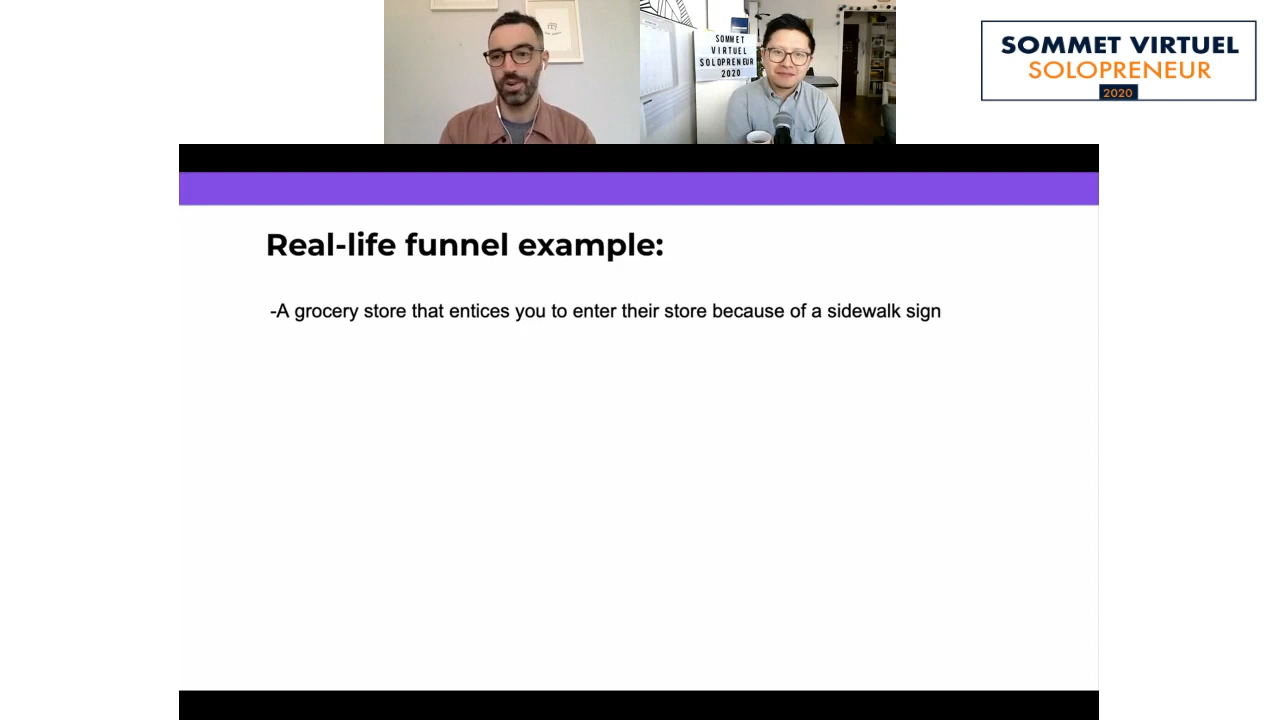 SOMMET
VIRTUEL
SOLOPRENEUR
2020
SOMMET VIRTUEL
SOLOPRENEUR
2020
Real-life funnel example:
-A grocery store that entices you to enter their store because of a sidewalk sign